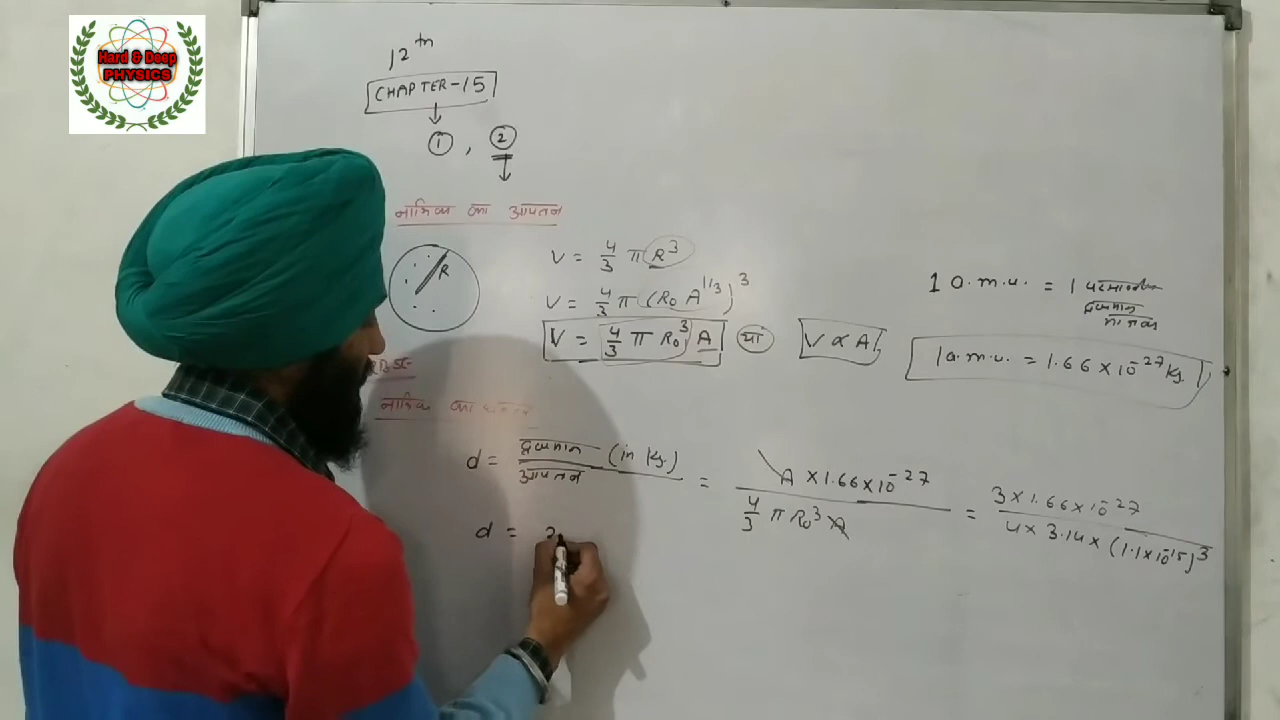 Hard & Deep
PHYSICS
12th
CHAPTER-15
①, ②
नाभिक का आयतन
R
V = 4/3 π R³
V = 4/3 π (R₀ A^1/3)³
V = 4/3 π R₀³ A या V ∝ A
1 a.m.u. = 1 परमाणवीय
द्रव्यमान
मात्रक
1 a.m.u. = 1.66 × 10⁻²⁷ Kg
नाभिक का घनत्व
d = द्रव्यमान (in Kg) / आयतन = A × 1.66 × 10⁻²⁷ / 4/3 π R₀³ × A = 3 × 1.66 × 10⁻²⁷ / 4 × 3.14 × (1.1 × 10⁻¹⁵)³
d =